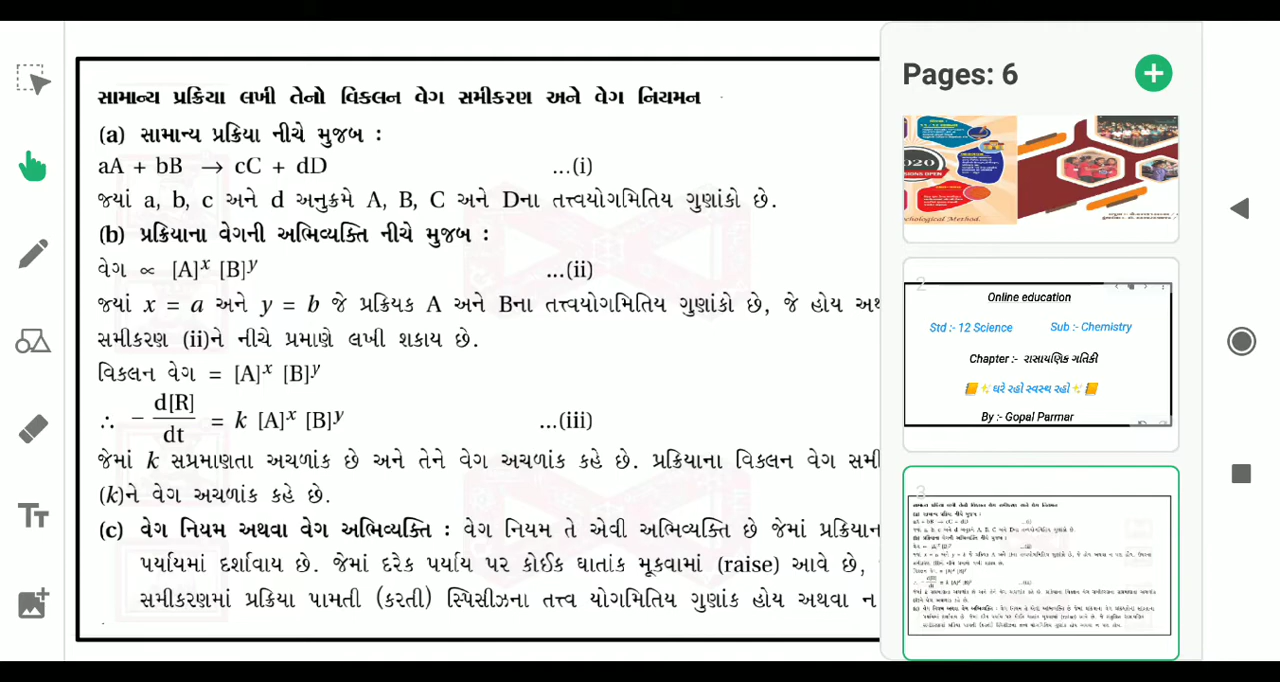 સામાન્ય પ્રક્રિયા લખી તેનો વિકલન વેગ સમીકરણ અને વેગ નિયમન
(a) સામાન્ય પ્રક્રિયા નીચે મુજબ :
aA + bB → cC + dD ...(i)
જ્યાં a, b, c અને d અનુક્રમે A, B, C અને Dના તત્ત્વયોગમિતિય ગુણાંકો છે.
(b) પ્રક્રિયાના વેગની અભિવ્યક્તિ નીચે મુજબ :
વેગ ∝ [A]ˣ [B]ʸ ...(ii)
જ્યાં x = a અને y = b જે પ્રક્રિયક A અને Bના તત્ત્વયોગમિતિય ગુણાંકો છે, જે હોય
સમીકરણ (ii)ને નીચે પ્રમાણે લખી શકાય છે.
વિકલન વેગ = [A]ˣ [B]ʸ
∴ − d[R]/dt = k [A]ˣ [B]ʸ ...(iii)
જેમાં k સપ્રમાણતા અચળાંક છે અને તેને વેગ અચળાંક કહે છે. પ્રક્રિયાના વિકલન વેગ
(k)ને વેગ અચળાંક કહે છે.
(c) વેગ નિયમ અથવા વેગ અભિવ્યક્તિ : વેગ નિયમ તે એવી અભિવ્યક્તિ છે જેમાં
પર્યાયમાં દર્શાવાય છે. જેમાં દરેક પર્યાય પર કોઈક ઘાતાંક મૂકવામાં (raise) આવે છે,
સમીકરણમાં પ્રક્રિયા પામતી (કરતી) સ્પિસીઝના તત્ત્વ યોગમિતિય ગુણાંક હોય અથવા ન
Pages: 6
2
Online education
Std :- 12 Science Sub :- Chemistry
Chapter :- રાસાયણિક ગતિકી
ઘરે રહો સ્વસ્થ રહો
By :- Gopal Parmar
3